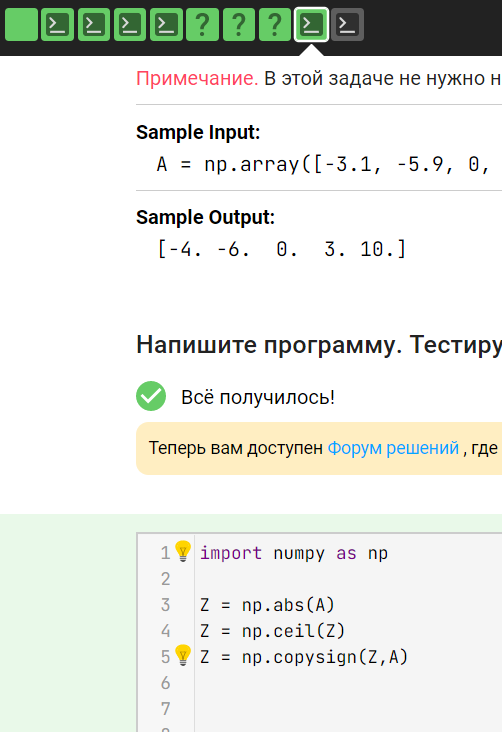 Примечание. В этой задаче не нужно н
Sample Input:
A = np.array([-3.1, -5.9, 0,
Sample Output:
[-4. -6.  0.  3. 10.]
Напишите программу. Тестиру
Всё получилось!
Теперь вам доступен Форум решений , где
1 import numpy as np
2
3 Z = np.abs(A)
4 Z = np.ceil(Z)
5 Z = np.copysign(Z,A)
6
7